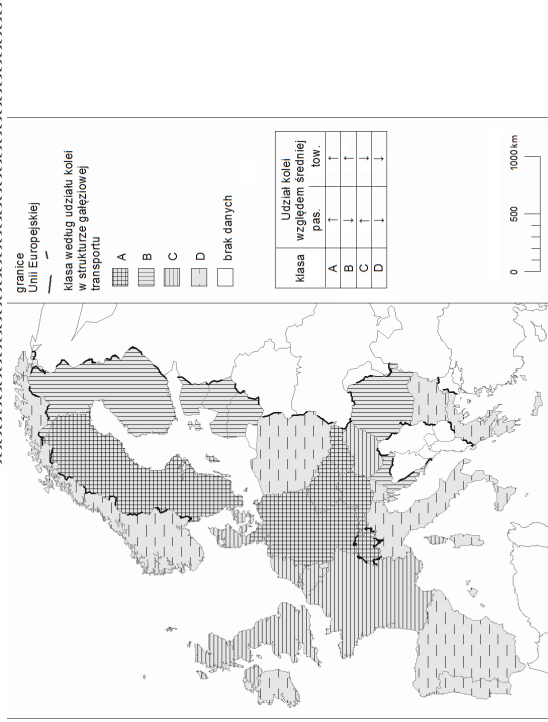 granice
Unii Europejskiej
klasa według udziału kolei
w strukturze gałęziowej
transportu
A
B
C
D
brak danych
klasa
Udział kolei
względem średniej
pas. tow.
A ↑ ↑
B ↓ ↑
C ↑ ↓
D ↓ ↓
0 500 1000 km